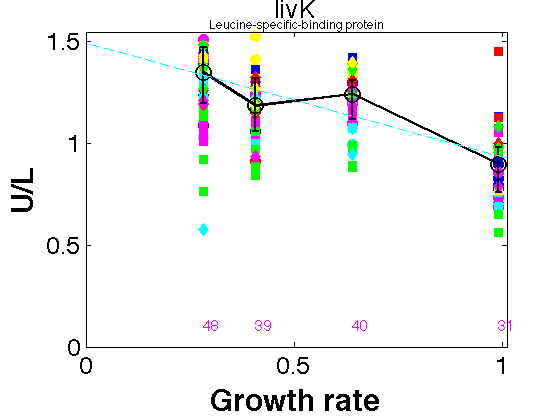 livK
Leucine-specific-binding protein
1.5
1
0.5
0
U/L
48
39
40
31
0
0.5
1
Growth rate